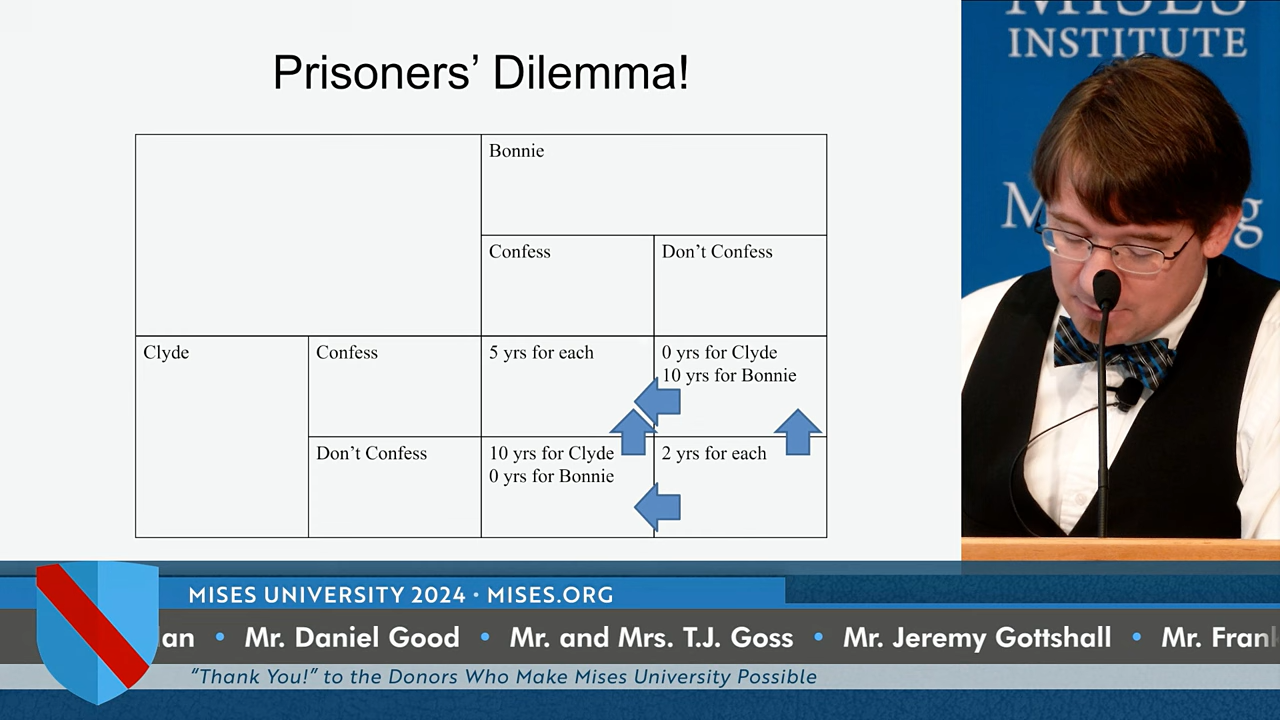 Prisoners’ Dilemma!
Bonnie
Confess
Don’t Confess
Clyde
Confess
5 yrs for each
0 yrs for Clyde
10 yrs for Bonnie
Don’t Confess
10 yrs for Clyde
0 yrs for Bonnie
2 yrs for each
MISES
INSTITUTE
MISES UNIVERSITY 2024 • MISES.ORG
• Mr. Daniel Good • Mr. and Mrs. T.J. Goss • Mr. Jeremy Gottshall • Mr.
“Thank You!” to the Donors Who Make Mises University Possible